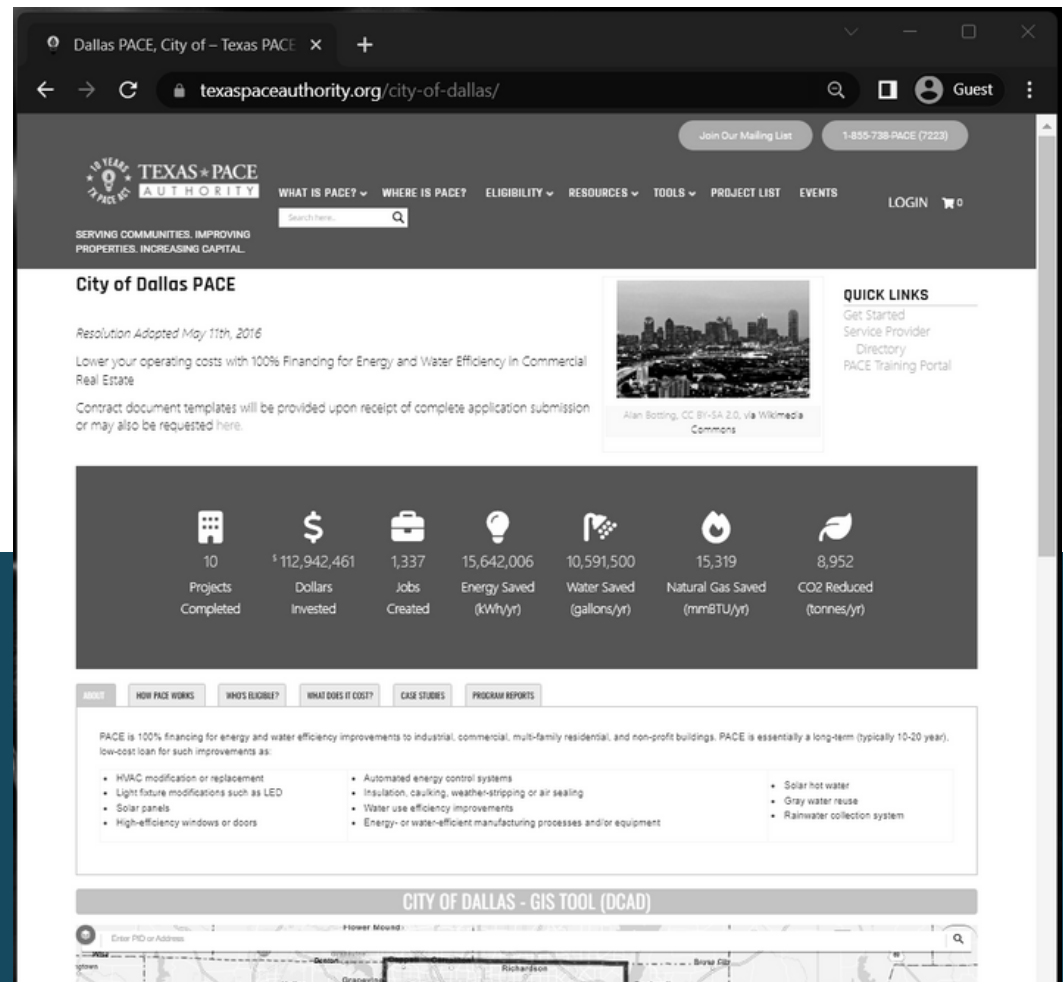 Dallas PACE, City of – Texas PACE
texaspaceauthority.org/city-of-dallas/
Guest
Join Our Mailing List
1-855-738-PACE (7223)
10 YEARS
TX PACE ACT
TEXAS★PACE
AUTHORITY
WHAT IS PACE? WHERE IS PACE? ELIGIBILITY RESOURCES TOOLS PROJECT LIST EVENTS
LOGIN 0
Search here..
SERVING COMMUNITIES. IMPROVING
PROPERTIES. INCREASING CAPITAL.
City of Dallas PACE
Resolution Adopted May 11th, 2016
Lower your operating costs with 100% Financing for Energy and Water Efficiency in Commercial
Real Estate
Contract document templates will be provided upon receipt of complete application submission
or may also be requested here.
Alan Botting, CC BY-SA 2.0, via Wikimedia
Commons
QUICK LINKS
Get Started
Service Provider
Directory
PACE Training Portal
10
Projects
Completed
$112,942,461
Dollars
Invested
1,337
Jobs
Created
15,642,006
Energy Saved
(kWh/yr)
10,591,500
Water Saved
(gallons/yr)
15,319
Natural Gas Saved
(mmBTU/yr)
8,952
CO2 Reduced
(tonnes/yr)
ABOUT HOW PACE WORKS WHO'S ELIGIBLE? WHAT DOES IT COST? CASE STUDIES PROGRAM REPORTS
PACE is 100% financing for energy and water efficiency improvements to industrial, commercial, multi-family residential, and non-profit buildings. PACE is essentially a long-term (typically 10-20 year),
low-cost loan for such improvements as:
• HVAC modification or replacement
• Light fixture modifications such as LED
• Solar panels
• High-efficiency windows or doors
• Automated energy control systems
• Insulation, caulking, weather-stripping or air sealing
• Water use efficiency improvements
• Energy- or water-efficient manufacturing processes and/or equipment
• Solar hot water
• Gray water reuse
• Rainwater collection system
CITY OF DALLAS - GIS TOOL (DCAD)
Enter PID or Address
Flower Mound
Richardson